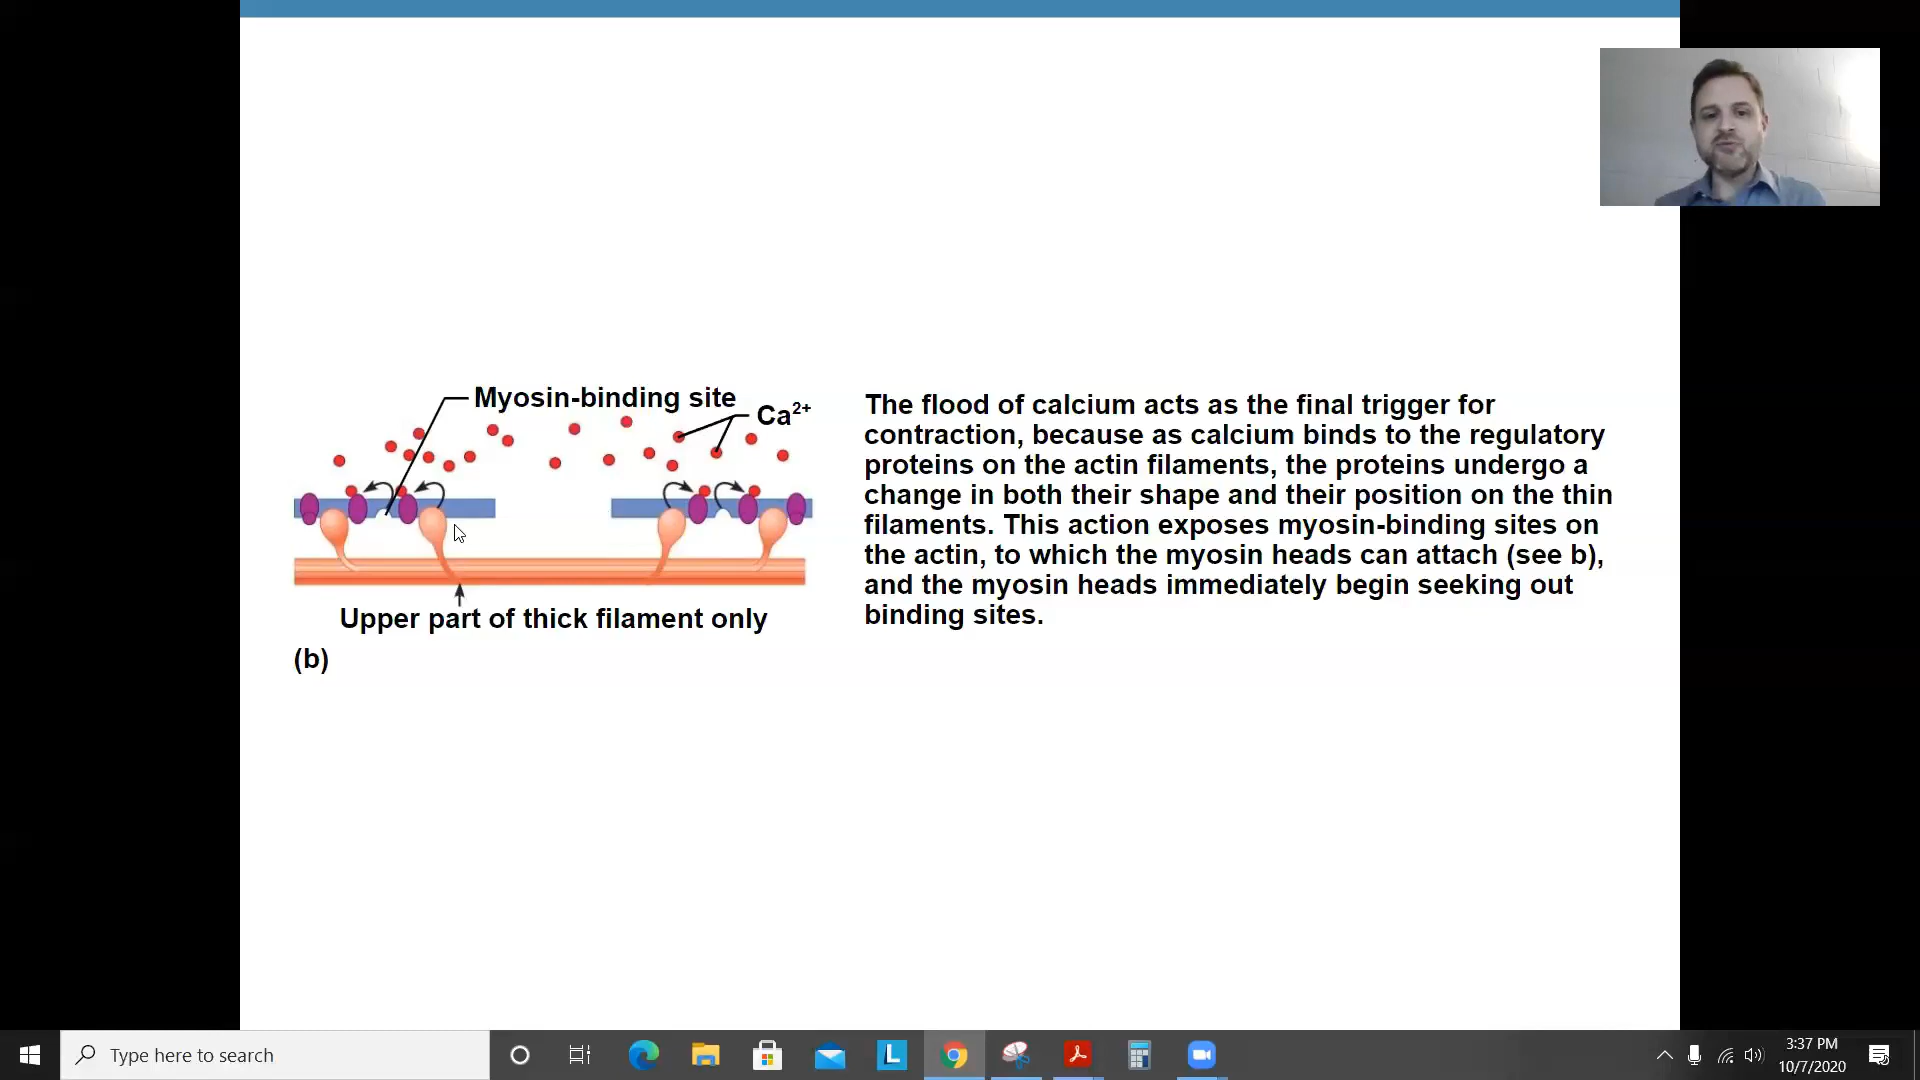 Myosin-binding site
Ca2+
Upper part of thick filament only
(b)
The flood of calcium acts as the final trigger for
contraction, because as calcium binds to the regulatory
proteins on the actin filaments, the proteins undergo a
change in both their shape and their position on the thin
filaments. This action exposes myosin-binding sites on
the actin, to which the myosin heads can attach (see b),
and the myosin heads immediately begin seeking out
binding sites.
Type here to search
L
3:37 PM
10/7/2020